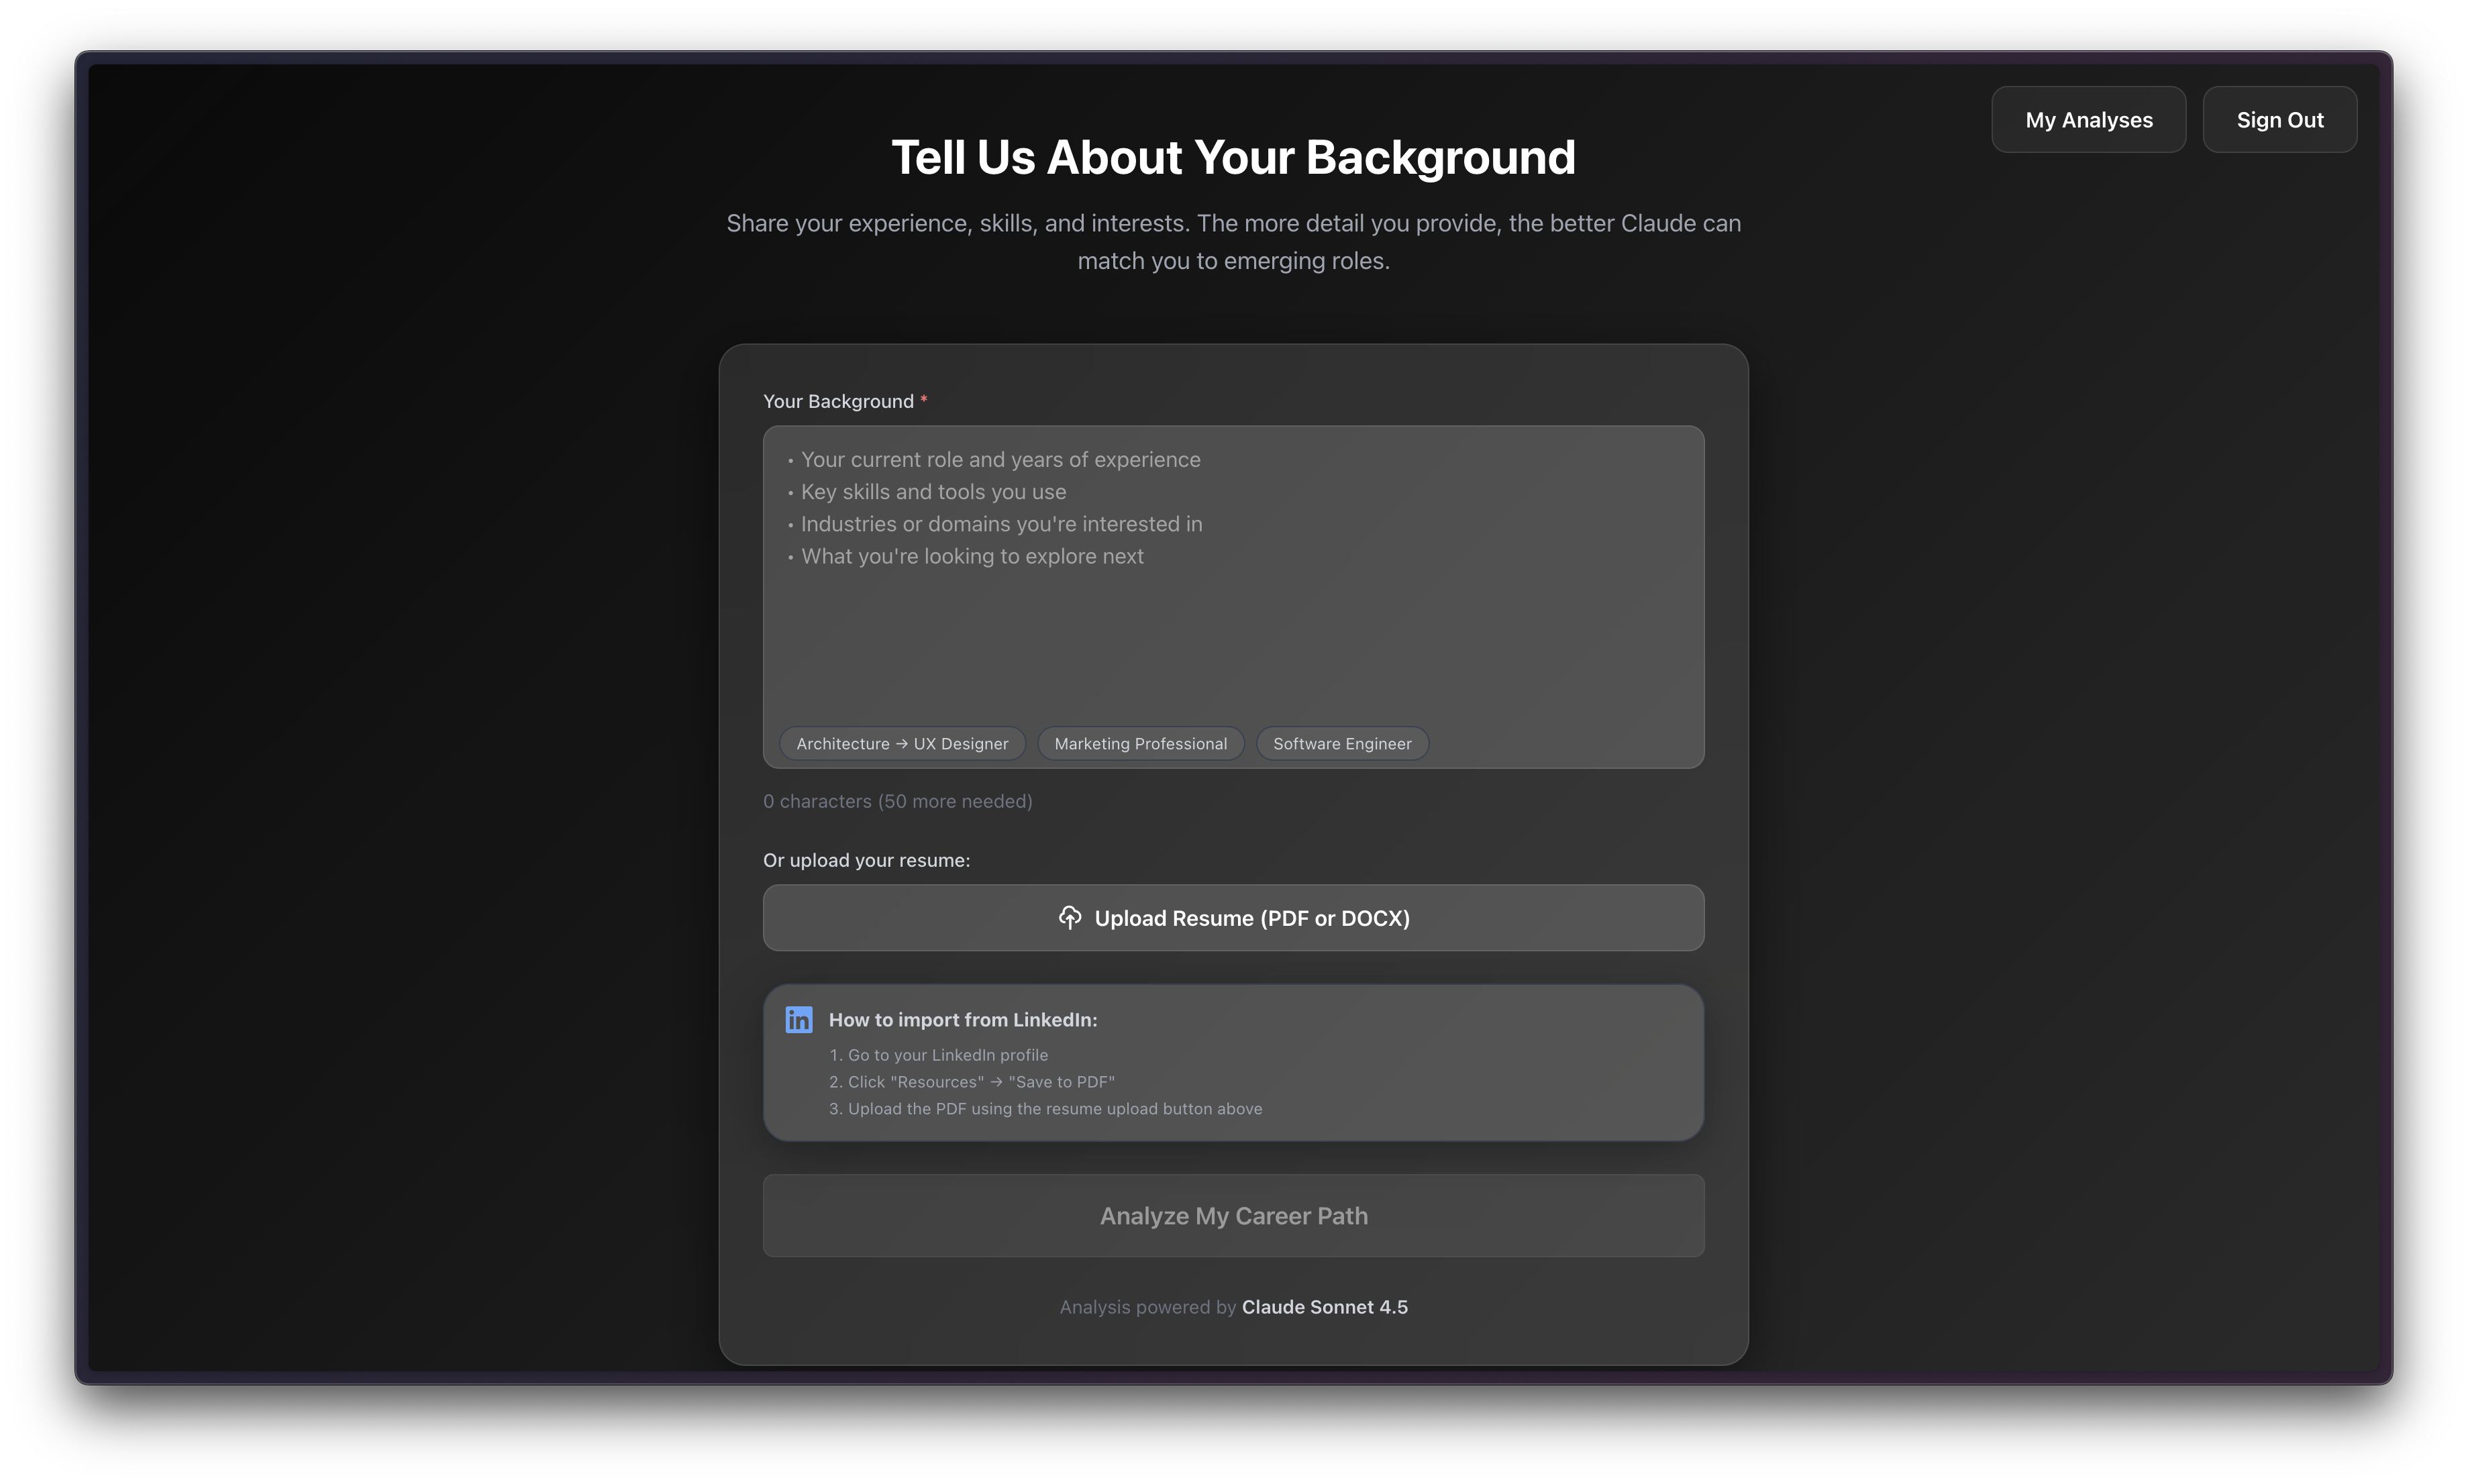 My Analyses
Sign Out
Tell Us About Your Background
Share your experience, skills, and interests. The more detail you provide, the better Claude can
match you to emerging roles.
Your Background *
• Your current role and years of experience
• Key skills and tools you use
• Industries or domains you're interested in
• What you're looking to explore next
Architecture → UX Designer
Marketing Professional
Software Engineer
0 characters (50 more needed)
Or upload your resume:
Upload Resume (PDF or DOCX)
in
How to import from LinkedIn:
1. Go to your LinkedIn profile
2. Click "Resources" → "Save to PDF"
3. Upload the PDF using the resume upload button above
Analyze My Career Path
Analysis powered by Claude Sonnet 4.5